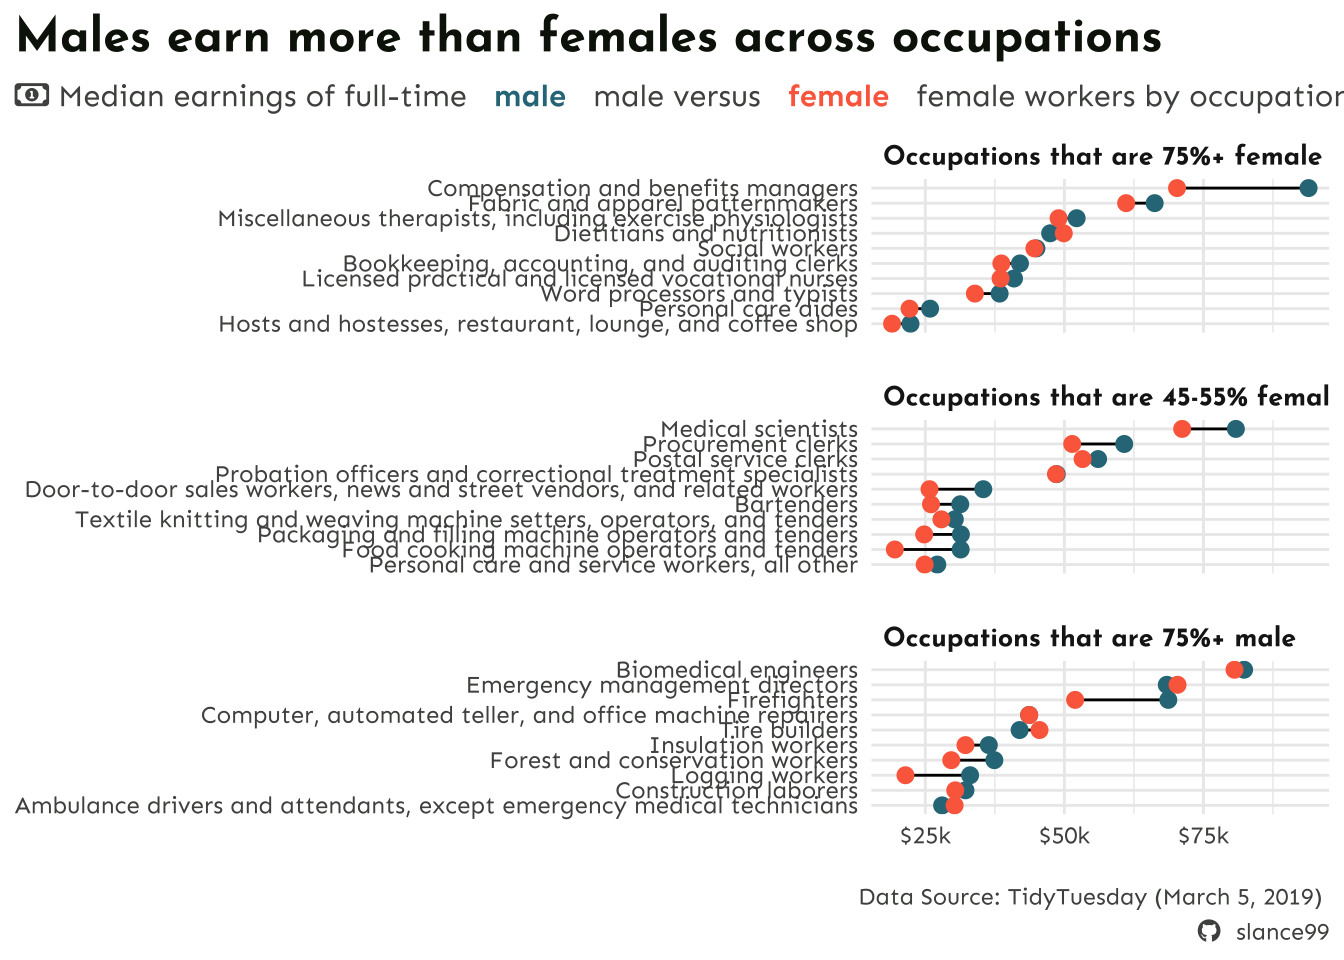 Males earn more than females across occupations
Median earnings of full-time male male versus female female workers by occupation
Occupations that are 75%+ female
Compensation and benefits managers
Fabric and apparel patternmakers
Miscellaneous therapists, including exercise physiologists
Dietitians and nutritionists
Social workers
Bookkeeping, accounting, and auditing clerks
Licensed practical and licensed vocational nurses
Word processors and typists
Personal care aides
Hosts and hostesses, restaurant, lounge, and coffee shop
Occupations that are 45-55% femal
Medical scientists
Procurement clerks
Postal service clerks
Probation officers and correctional treatment specialists
Door-to-door sales workers, news and street vendors, and related workers
Bartenders
Textile knitting and weaving machine setters, operators, and tenders
Packaging and filling machine operators and tenders
Food cooking machine operators and tenders
Personal care and service workers, all other
Occupations that are 75%+ male
Biomedical engineers
Emergency management directors
Firefighters
Computer, automated teller, and office machine repairers
Tire builders
Insulation workers
Forest and conservation workers
Logging workers
Construction laborers
Ambulance drivers and attendants, except emergency medical technicians
$25k $50k $75k
Data Source: TidyTuesday (March 5, 2019)
slance99